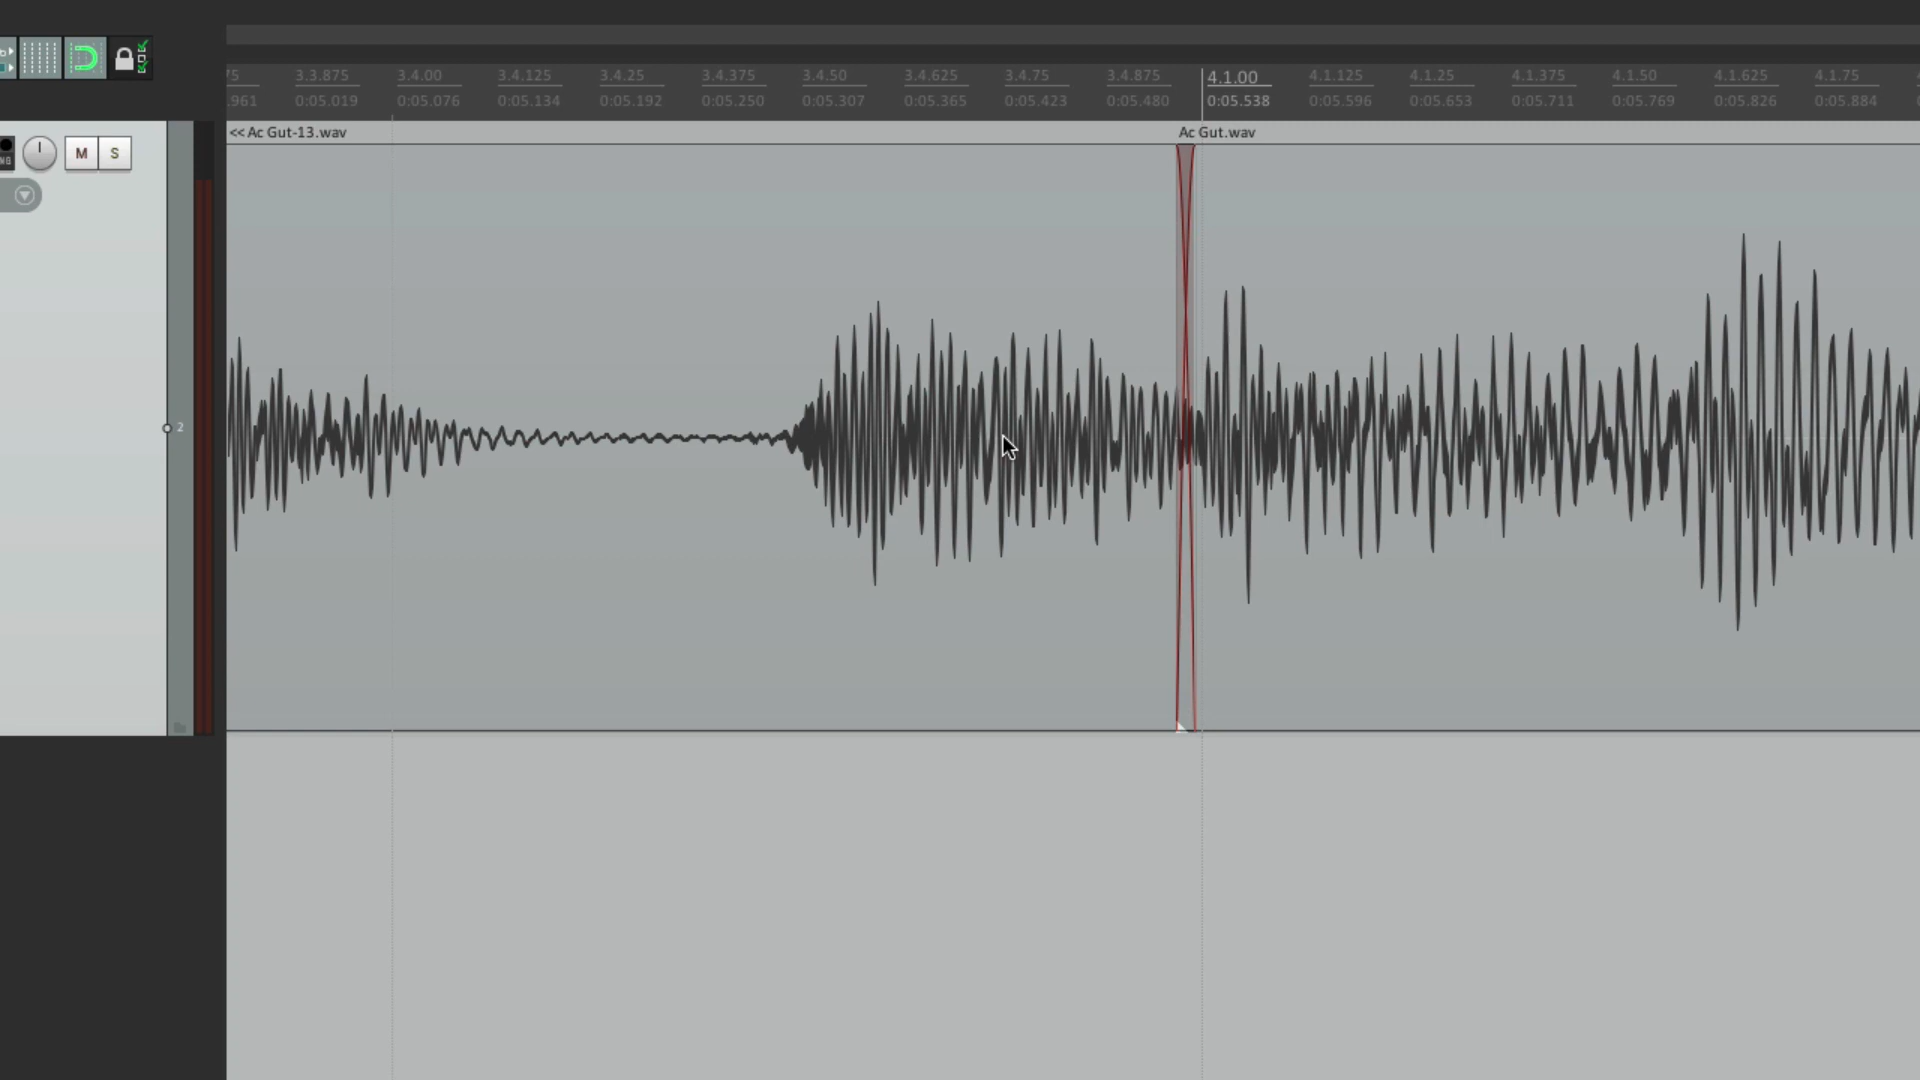 75 3.3.875 3.4.00 3.4.125 3.4.25 3.4.375 3.4.50 3.4.625 3.4.75 3.4.875 4.1.00 4.1.125 4.1.25 4.1.375 4.1.50 4.1.625 4.1.75
.961 0:05.019 0:05.076 0:05.134 0:05.192 0:05.250 0:05.307 0:05.365 0:05.423 0:05.480 0:05.538 0:05.596 0:05.653 0:05.711 0:05.769 0:05.826 0:05.884
<< Ac Gut-13.wav Ac Gut.wav
NG M S
2